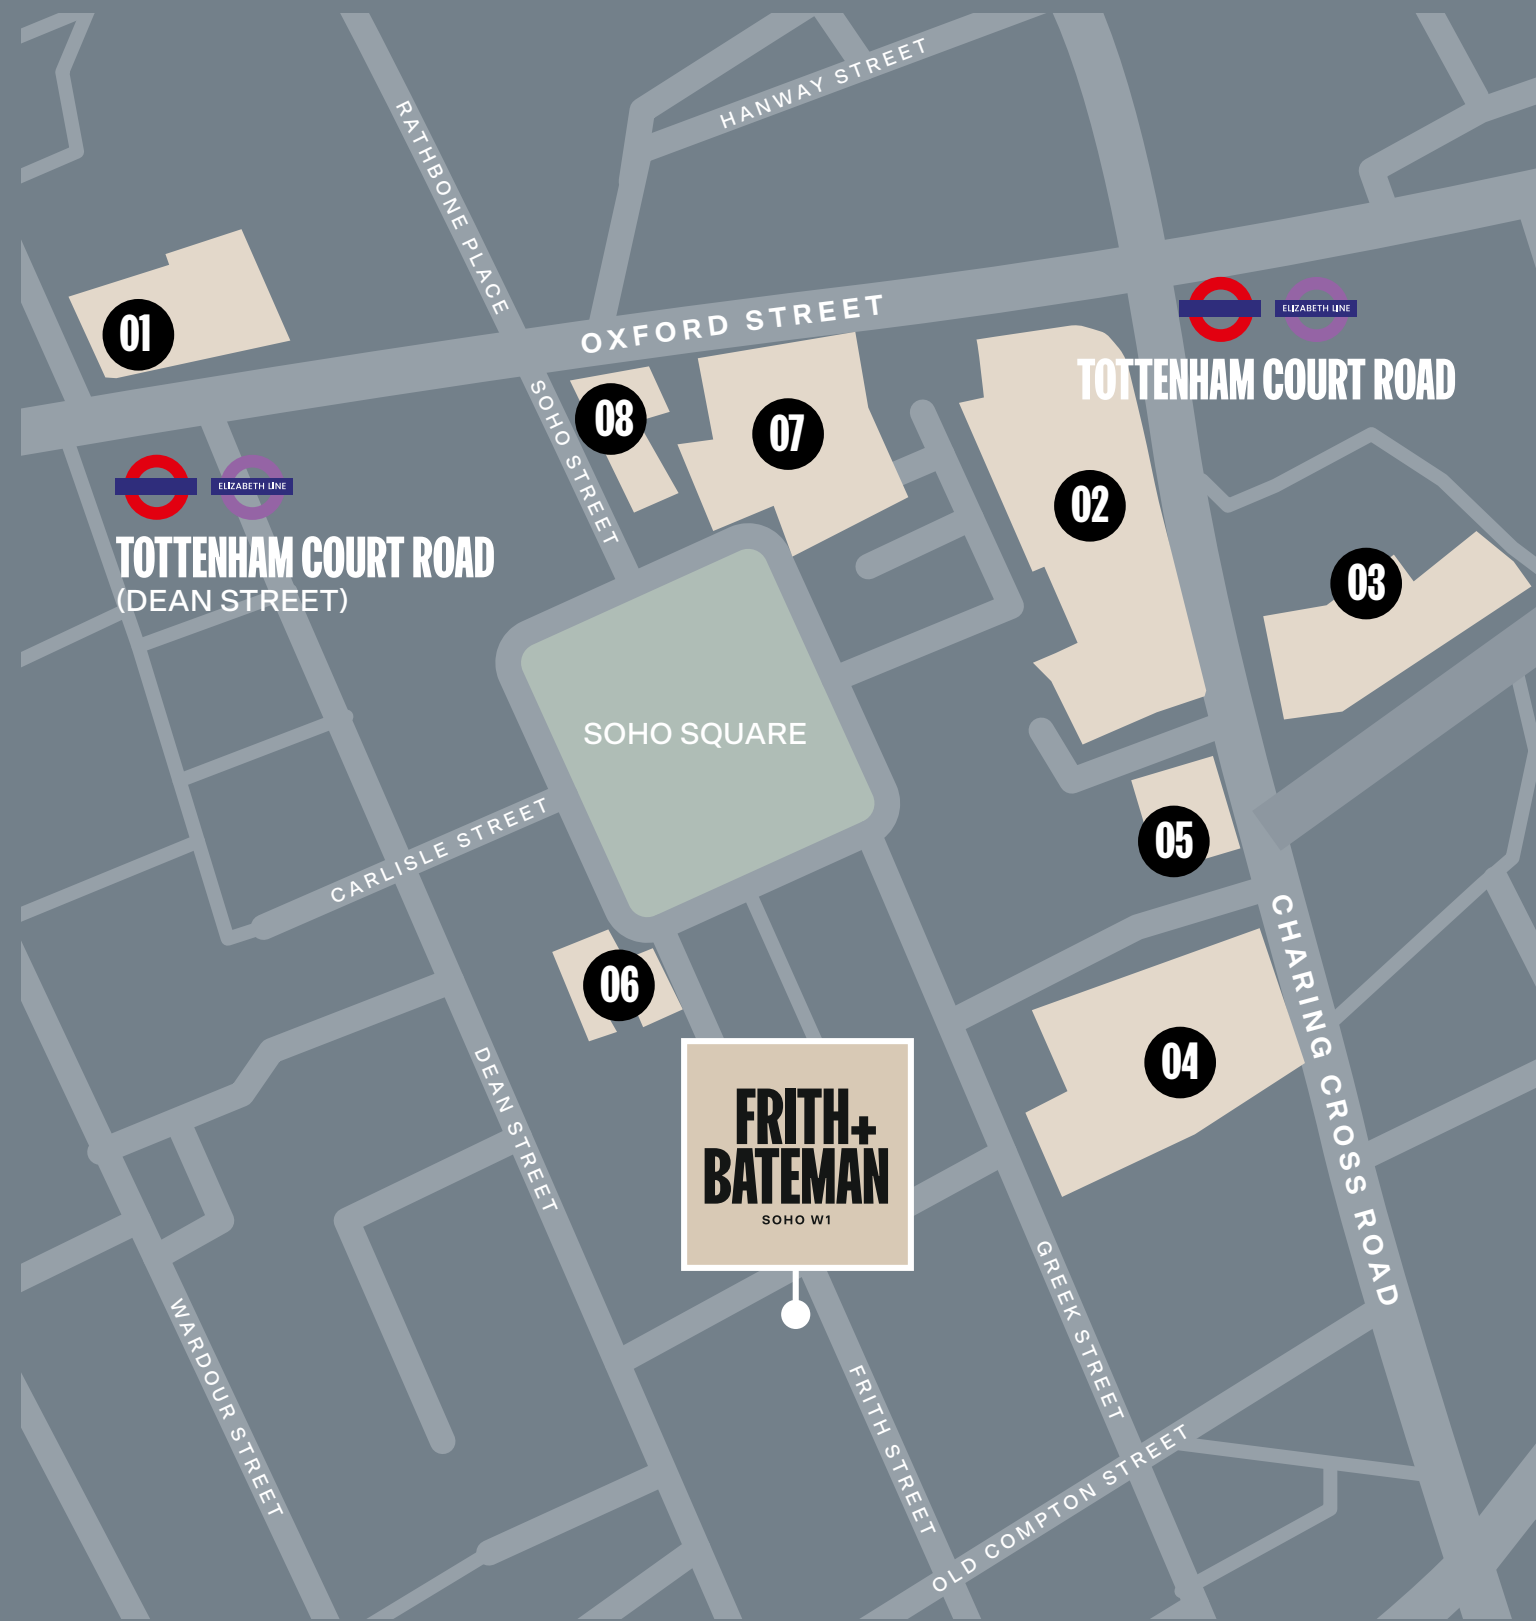 HANWAY STREET
RATHBONE PLACE
OXFORD STREET
01
ELIZABETH LINE
TOTTENHAM COURT ROAD
SOHO STREET
08
07
02
ELIZABETH LINE
TOTTENHAM COURT ROAD
(DEAN STREET)
03
SOHO SQUARE
CARLISLE STREET
05
CHARING CROSS ROAD
06
04
DEAN STREET
FRITH+
BATEMAN
SOHO W1
GREEK STREET
WARDOUR STREET
FRITH STREET
OLD COMPTON STREET